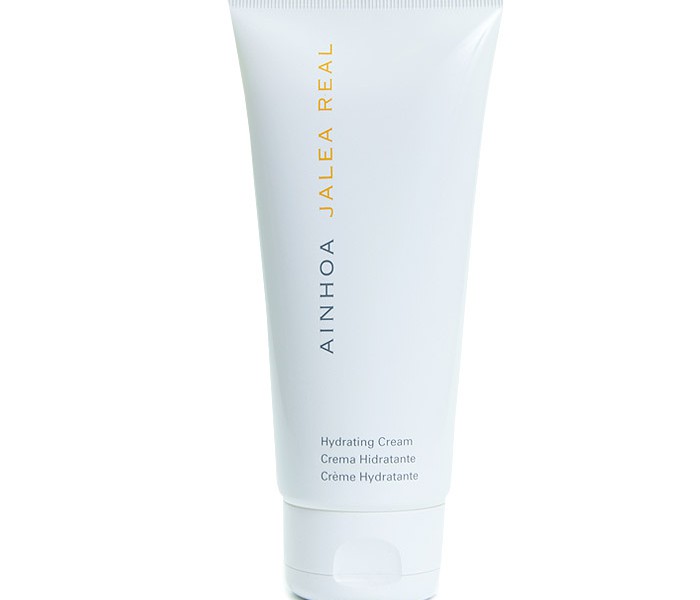 AINHOA JALEA REAL
Hydrating Cream
Crema Hidratante
Crème Hydratante